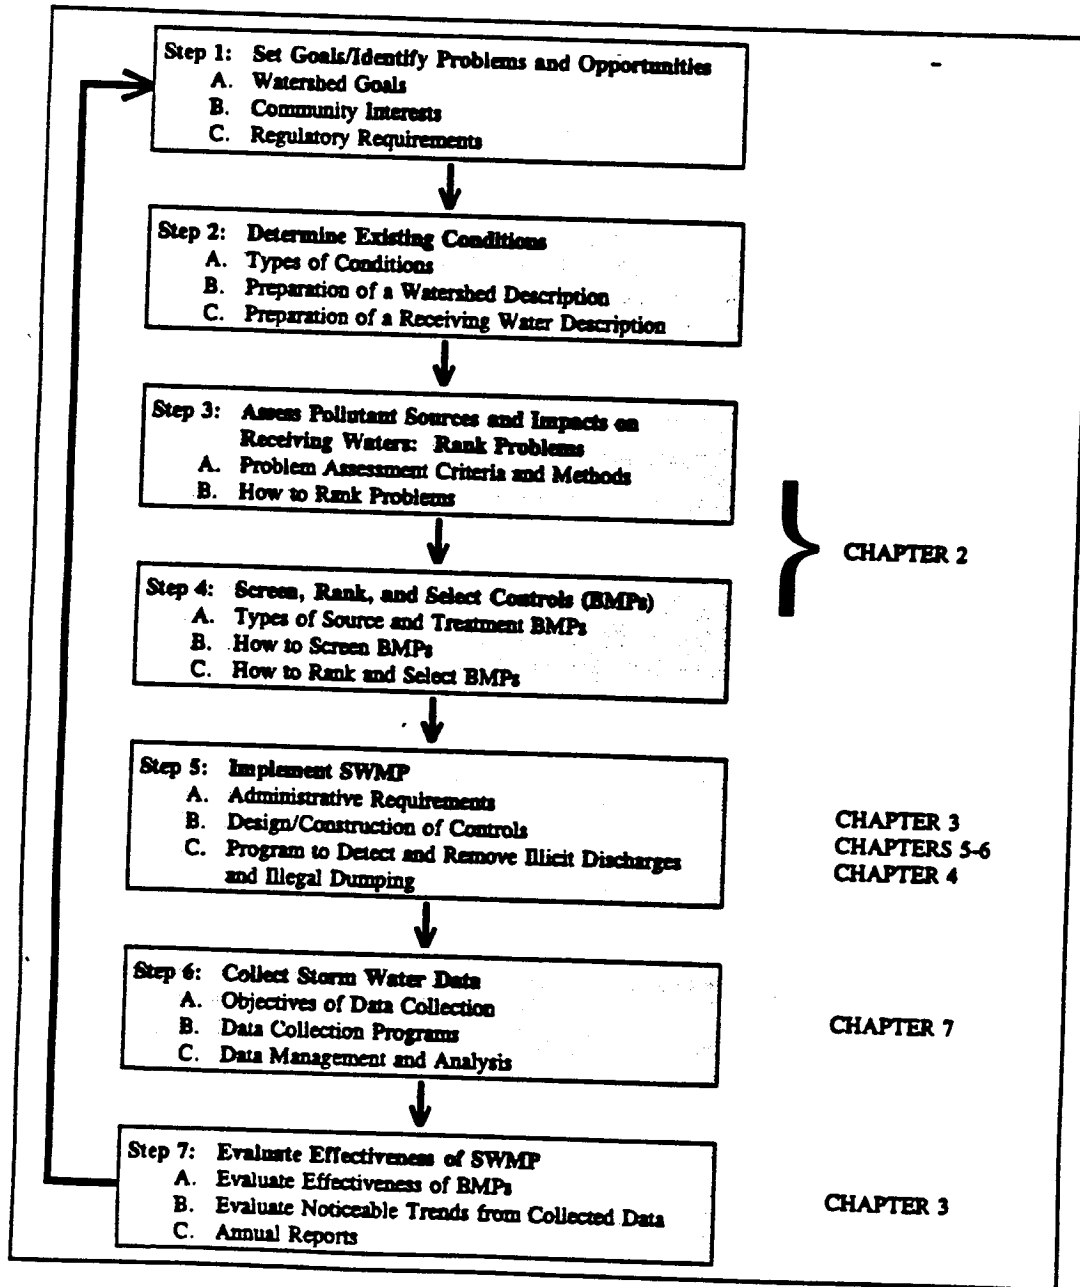 Step 1: Set Goals/Identify Problems and Opportunities
A. Watershed Goals
B. Community Interests
C. Regulatory Requirements
Step 2: Determine Existing Conditions
A. Types of Conditions
B. Preparation of a Watershed Description
C. Preparation of a Receiving Water Description
Step 3: Assess Pollutant Sources and Impacts on
Receiving Waters: Rank Problems
A. Problem Assessment Criteria and Methods
B. How to Rank Problems
CHAPTER 2
Step 4: Screen, Rank, and Select Controls (BMPs)
A. Types of Source and Treatment BMPs
B. How to Screen BMPs
C. How to Rank and Select BMPs
Step 5: Implement SWMP
A. Administrative Requirements
CHAPTER 3
B. Design/Construction of Controls
CHAPTERS 5-6
C. Program to Detect and Remove Illicit Discharges
and Illegal Dumping
CHAPTER 4
Step 6: Collect Storm Water Data
A. Objectives of Data Collection
B. Data Collection Programs
C. Data Management and Analysis
CHAPTER 7
Step 7: Evaluate Effectiveness of SWMP
A. Evaluate Effectiveness of BMPs
B. Evaluate Noticeable Trends from Collected Data
C. Annual Reports
CHAPTER 3